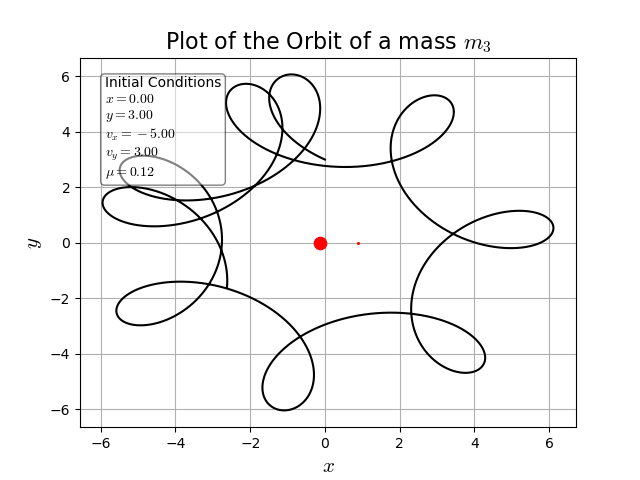 Plot of the Orbit of a mass m₃
Initial Conditions
x = 0.00
y = 3.00
vₓ = −5.00
v_y = 3.00
μ = 0.12
6
4
2
0
−2
−4
−6
y
−6 −4 −2 0 2 4 6
x